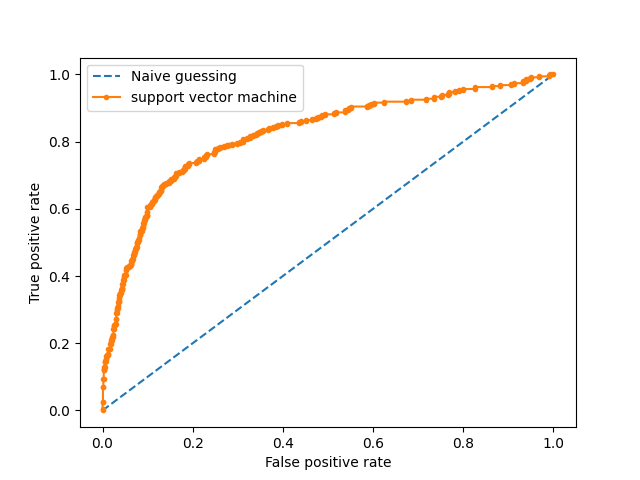 Naive guessing
support vector machine
1.0
0.8
0.6
0.4
0.2
0.0
True positive rate
0.0 0.2 0.4 0.6 0.8 1.0
False positive rate